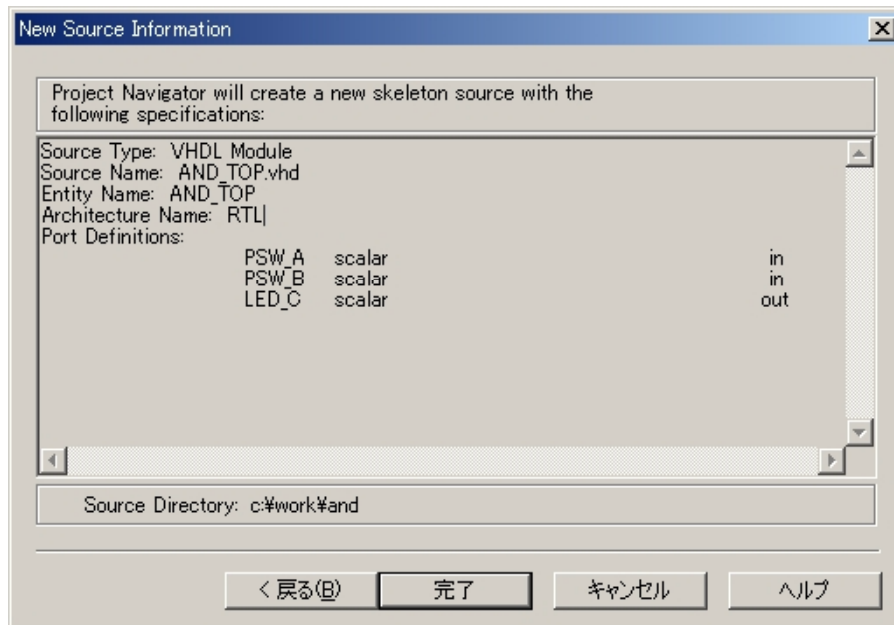 New Source Information
Project Navigator will create a new skeleton source with the
following specifications:
Source Type: VHDL Module
Source Name: AND_TOP.vhd
Entity Name: AND_TOP
Architecture Name: RTL
Port Definitions:
PSW_A scalar in
PSW_B scalar in
LED_C scalar out
Source Directory: c:¥work¥and
< 戻る(B) 完了 キャンセル ヘルプ